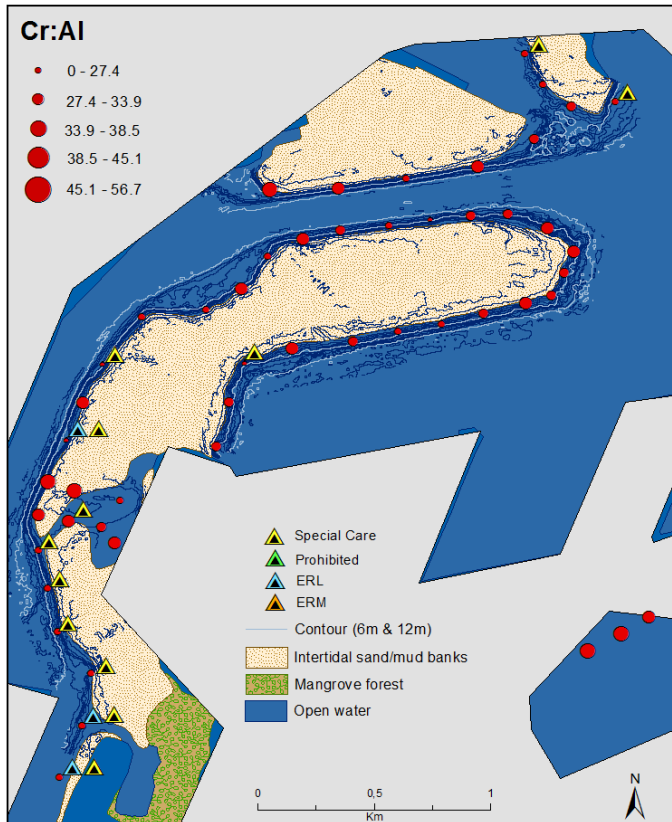 Cr:Al
0 - 27.4
27.4 - 33.9
33.9 - 38.5
38.5 - 45.1
45.1 - 56.7
Special Care
Prohibited
ERL
ERM
Contour (6m & 12m)
Intertidal sand/mud banks
Mangrove forest
Open water
0 0,5 1
Km
N